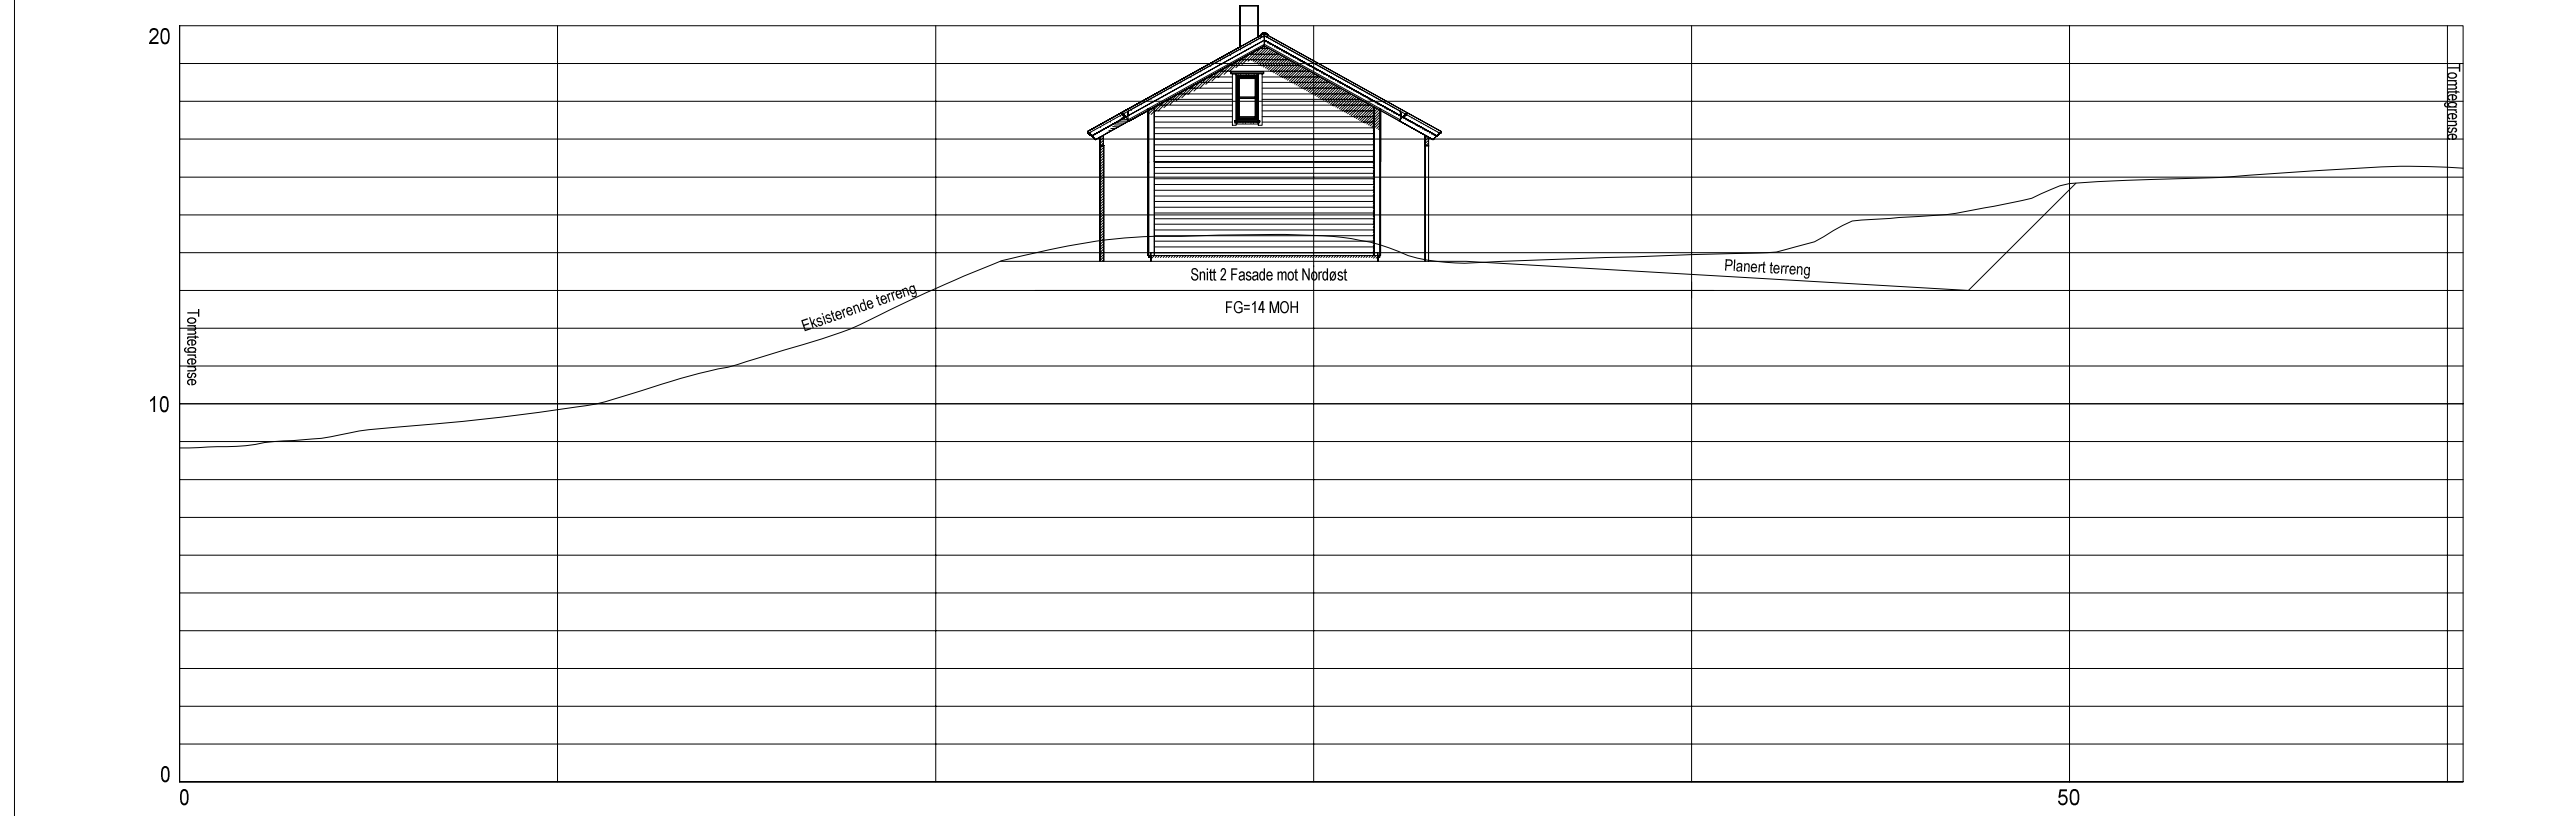 20
Tomtegrense
Snitt 2 Fasade mot Nordøst
Planert terreng
Eksisterende terreng
FG=14 MOH
Tomtegrense
10
0
0
50